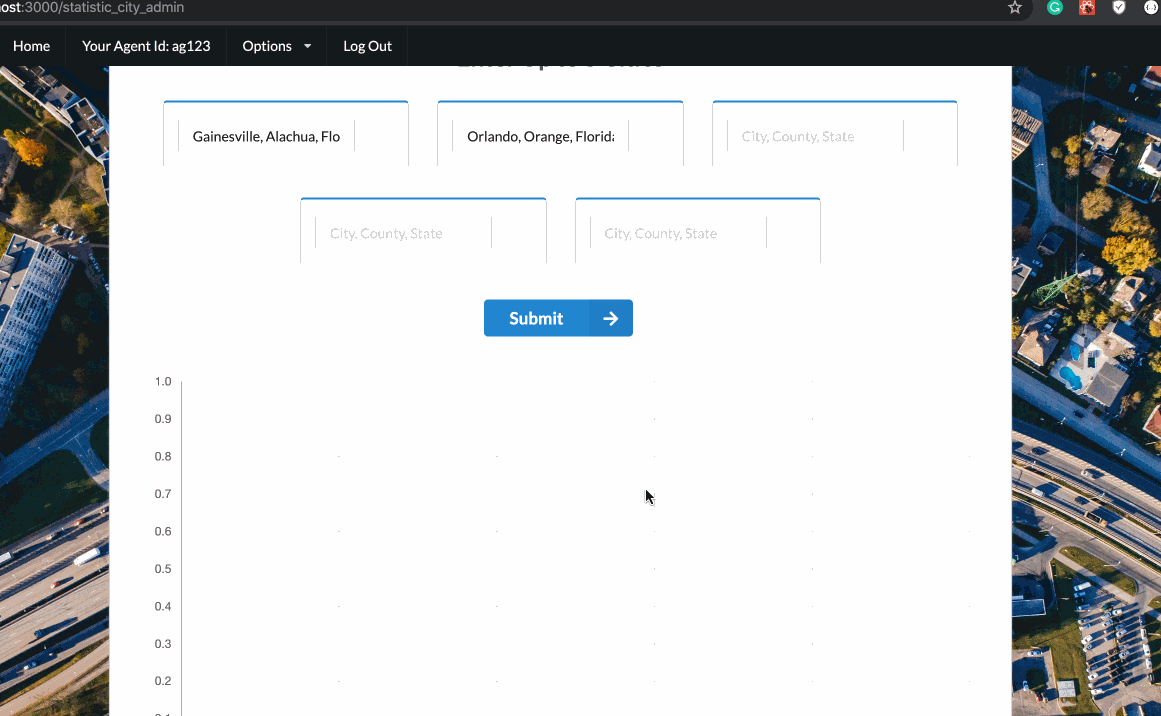 ost:3000/statistic_city_admin
Home Your Agent Id: ag123 Options Log Out
Gainesville, Alachua, Flo Orlando, Orange, Florid City, County, State
City, County, State City, County, State
Submit
1.0
0.9
0.8
0.7
0.6
0.5
0.4
0.3
0.2